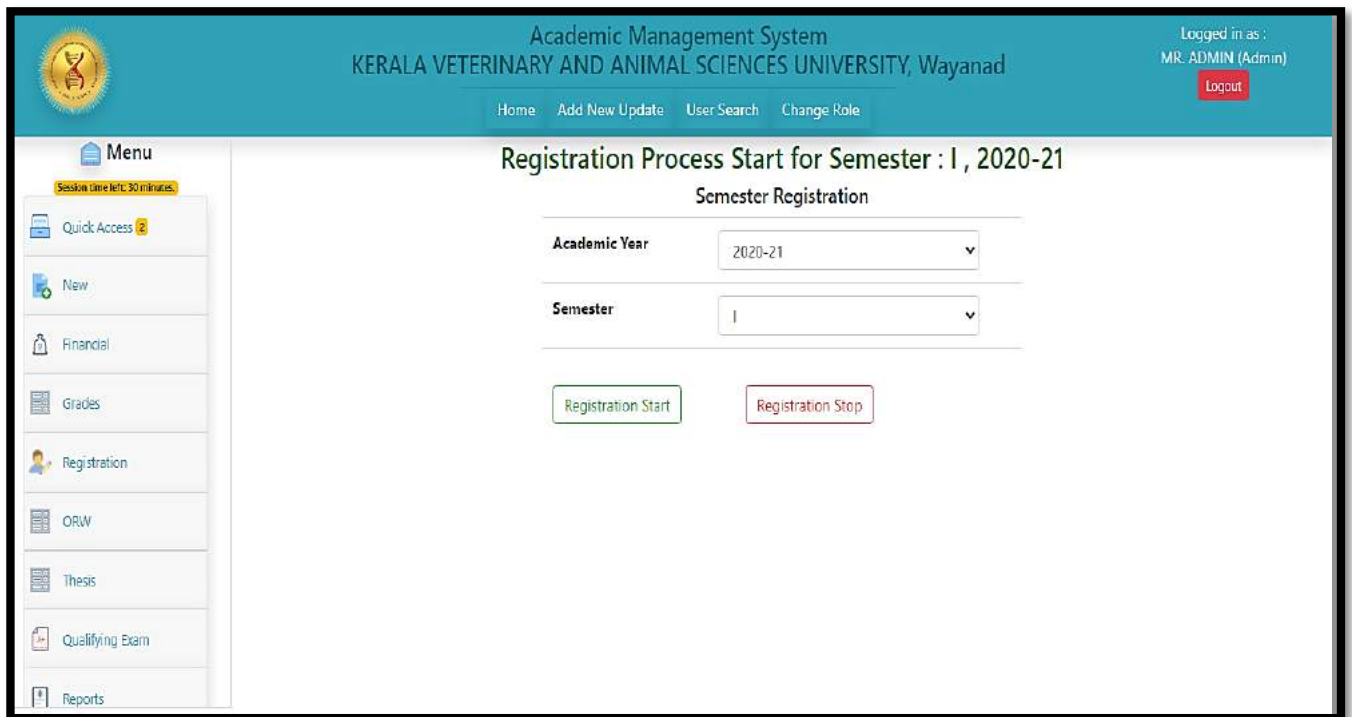 Academic Management System
KERALA VETERINARY AND ANIMAL SCIENCES UNIVERSITY, Wayanad
Logged in as :
MR. ADMIN (Admin)
Logout
Home Add New Update User Search Change Role
Menu
Session time left: 30 minutes.
Quick Access 2
New
Financial
Grades
Registration
ORW
Thesis
Qualifying Exam
Reports
Registration Process Start for Semester : I , 2020-21
Semester Registration
Academic Year 2020-21
Semester I
Registration Start Registration Stop